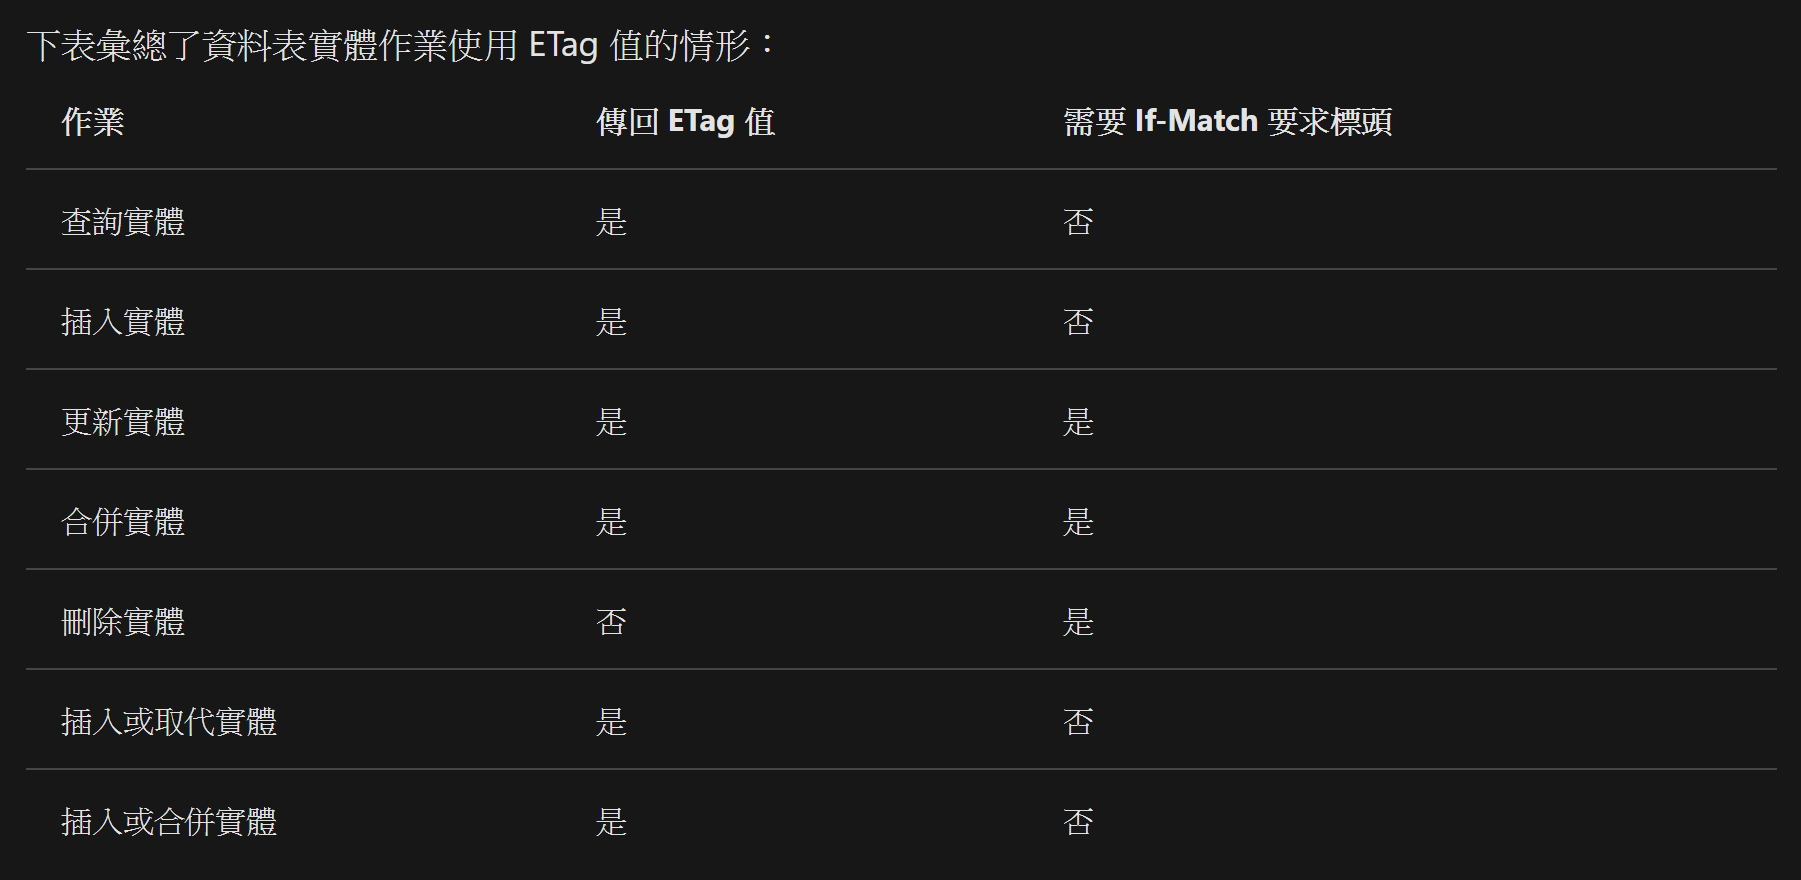 下表彙總了資料表實體作業使用 ETag 值的情形：
作業 傳回 ETag 值 需要 If-Match 要求標頭
查詢實體 是 否
插入實體 是 否
更新實體 是 是
合併實體 是 是
刪除實體 否 是
插入或取代實體 是 否
插入或合併實體 是 否